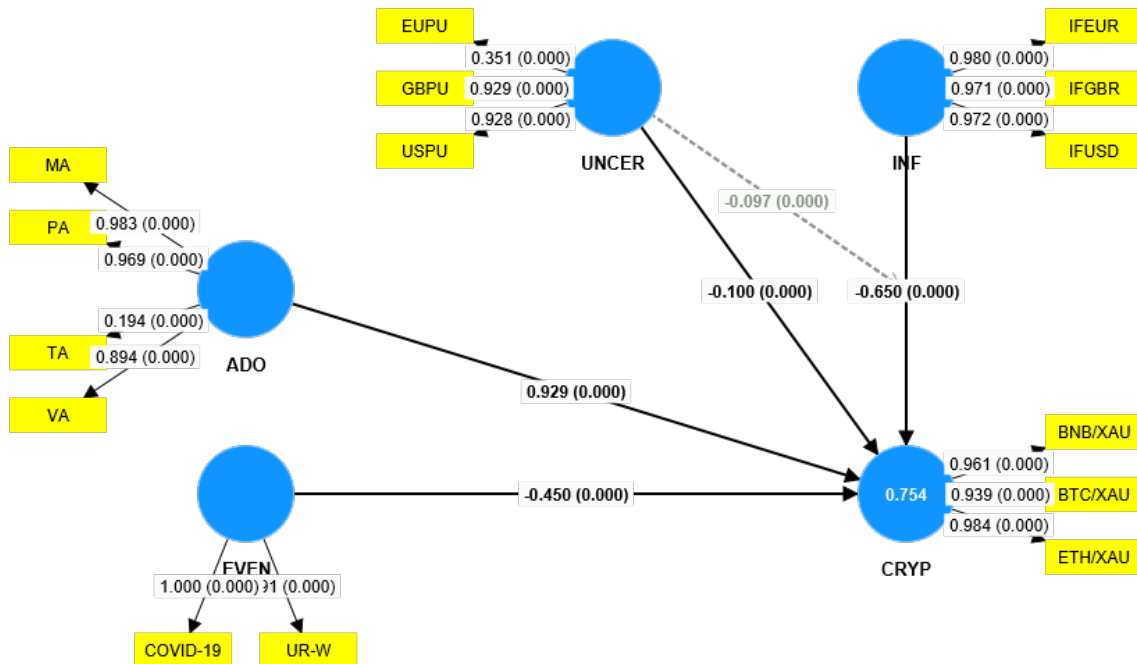 EUPU
0.351 (0.000)
IFEUR
0.980 (0.000)
GBPU
0.929 (0.000)
0.971 (0.000)
IFGBR
0.928 (0.000)
0.972 (0.000)
USPU
IFUSD
UNCER
INF
MA
-0.097 (0.000)
PA
0.983 (0.000)
0.969 (0.000)
-0.100 (0.000)
-0.650 (0.000)
0.194 (0.000)
TA
0.894 (0.000)
ADO
0.929 (0.000)
VA
BNB/XAU
0.961 (0.000)
-0.450 (0.000)
0.754
0.939 (0.000)
BTC/XAU
0.984 (0.000)
ETH/XAU
EVEN
CRYP
1.000 (0.000)
91 (0.000)
COVID-19
UR-W